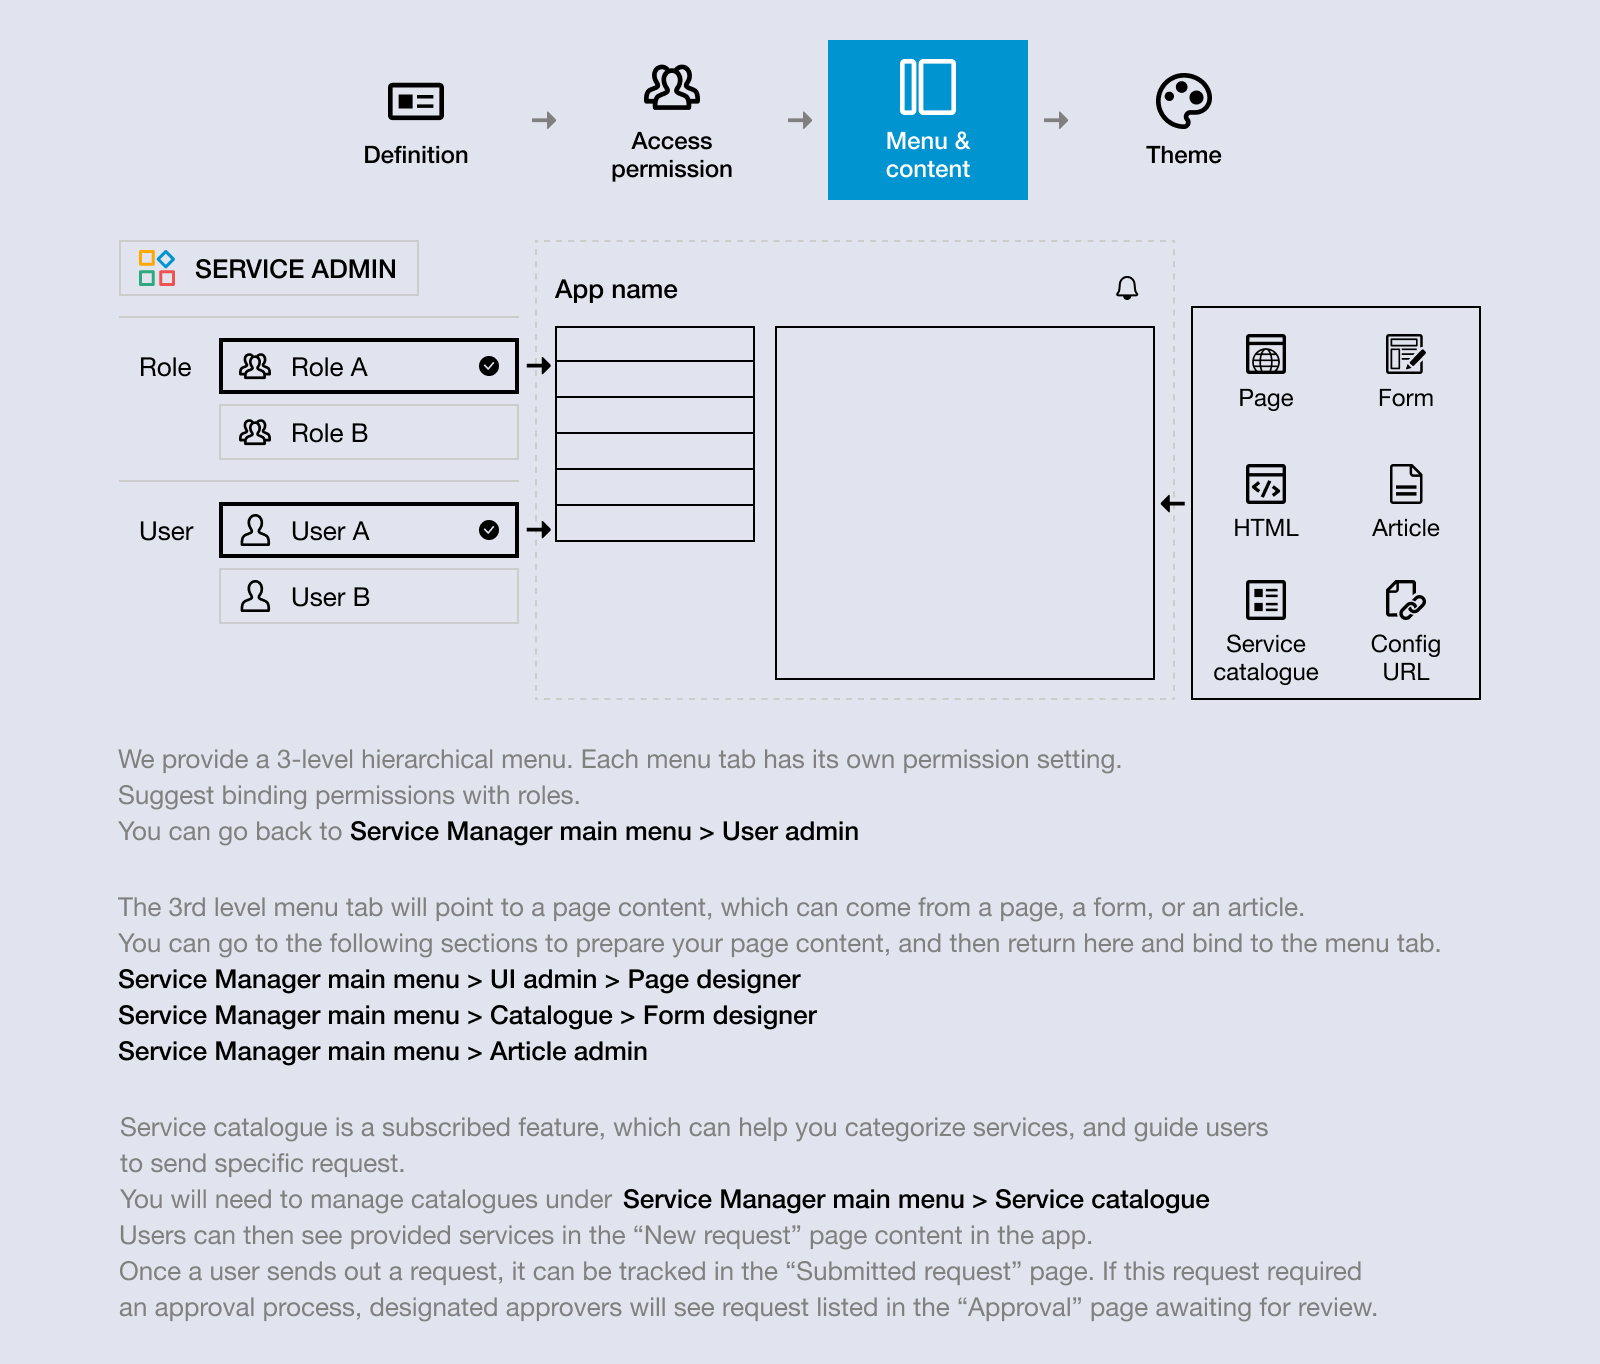 Definition
Access
permission
Menu &
content
Theme
SERVICE ADMIN
App name
Role
Role A
Role B
User
User A
User B
Page
Form
HTML
Article
Service
catalogue
Config
URL
We provide a 3-level hierarchical menu. Each menu tab has its own permission setting.
Suggest binding permissions with roles.
You can go back to Service Manager main menu > User admin
The 3rd level menu tab will point to a page content, which can come from a page, a form, or an article.
You can go to the following sections to prepare your page content, and then return here and bind to the menu tab.
Service Manager main menu > UI admin > Page designer
Service Manager main menu > Catalogue > Form designer
Service Manager main menu > Article admin
Service catalogue is a subscribed feature, which can help you categorize services, and guide users
to send specific request.
You will need to manage catalogues under Service Manager main menu > Service catalogue
Users can then see provided services in the “New request” page content in the app.
Once a user sends out a request, it can be tracked in the “Submitted request” page. If this request required
an approval process, designated approvers will see request listed in the “Approval” page awaiting for review.